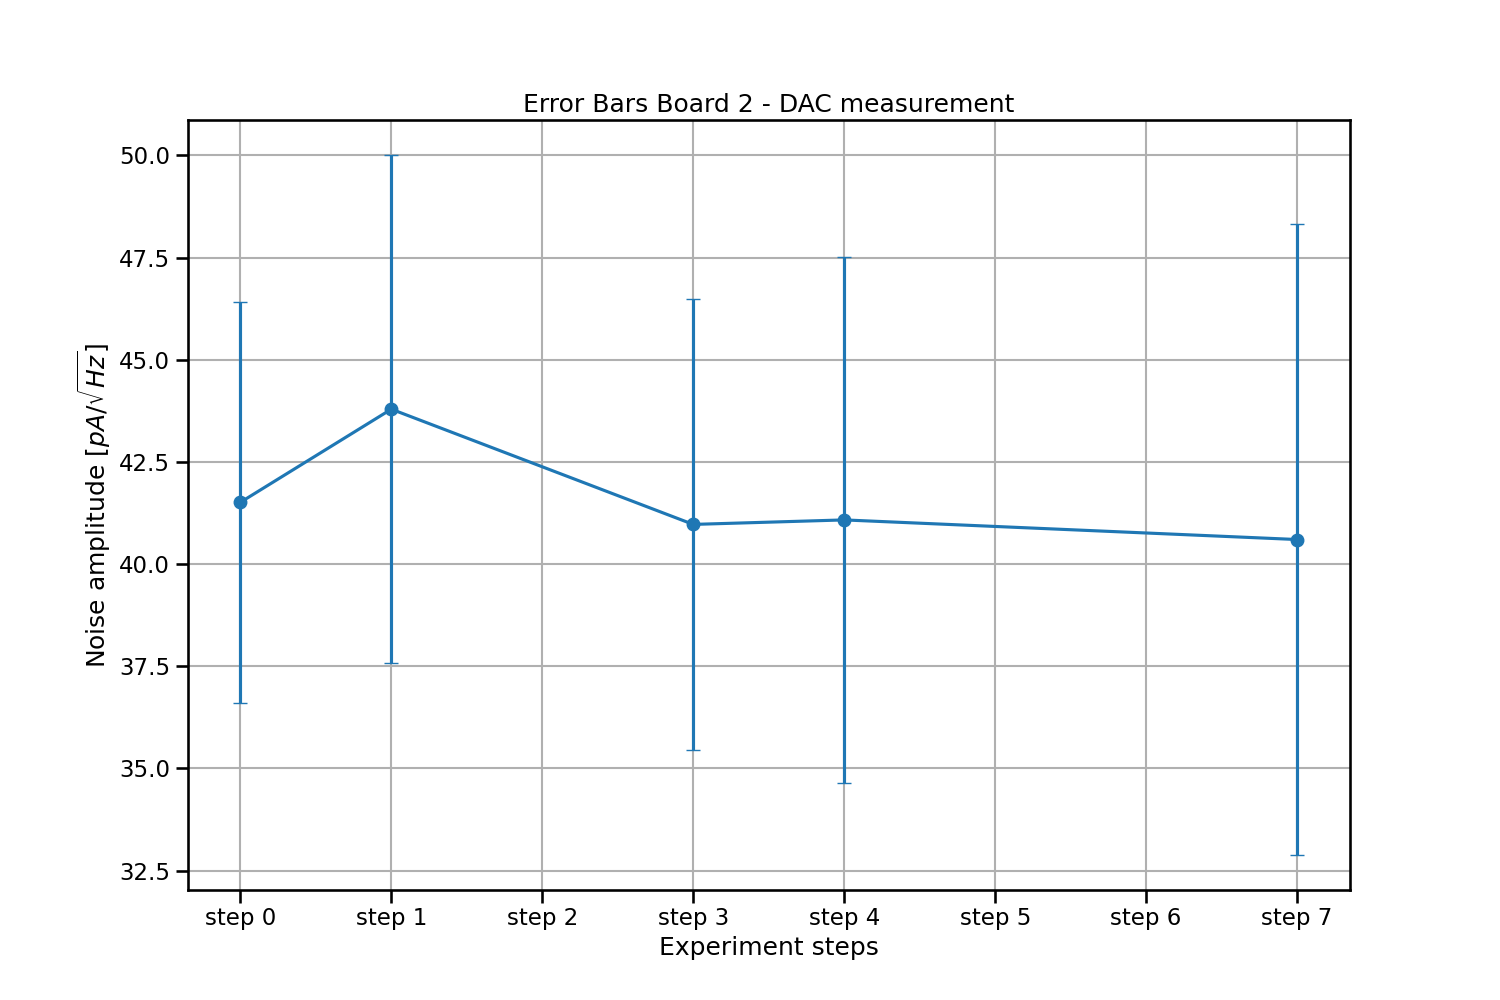 Error Bars Board 2 - DAC measurement
50.0
47.5
45.0
42.5
40.0
37.5
35.0
32.5
Noise amplitude [pA/√Hz]
step 0 step 1 step 2 step 3 step 4 step 5 step 6 step 7
Experiment steps